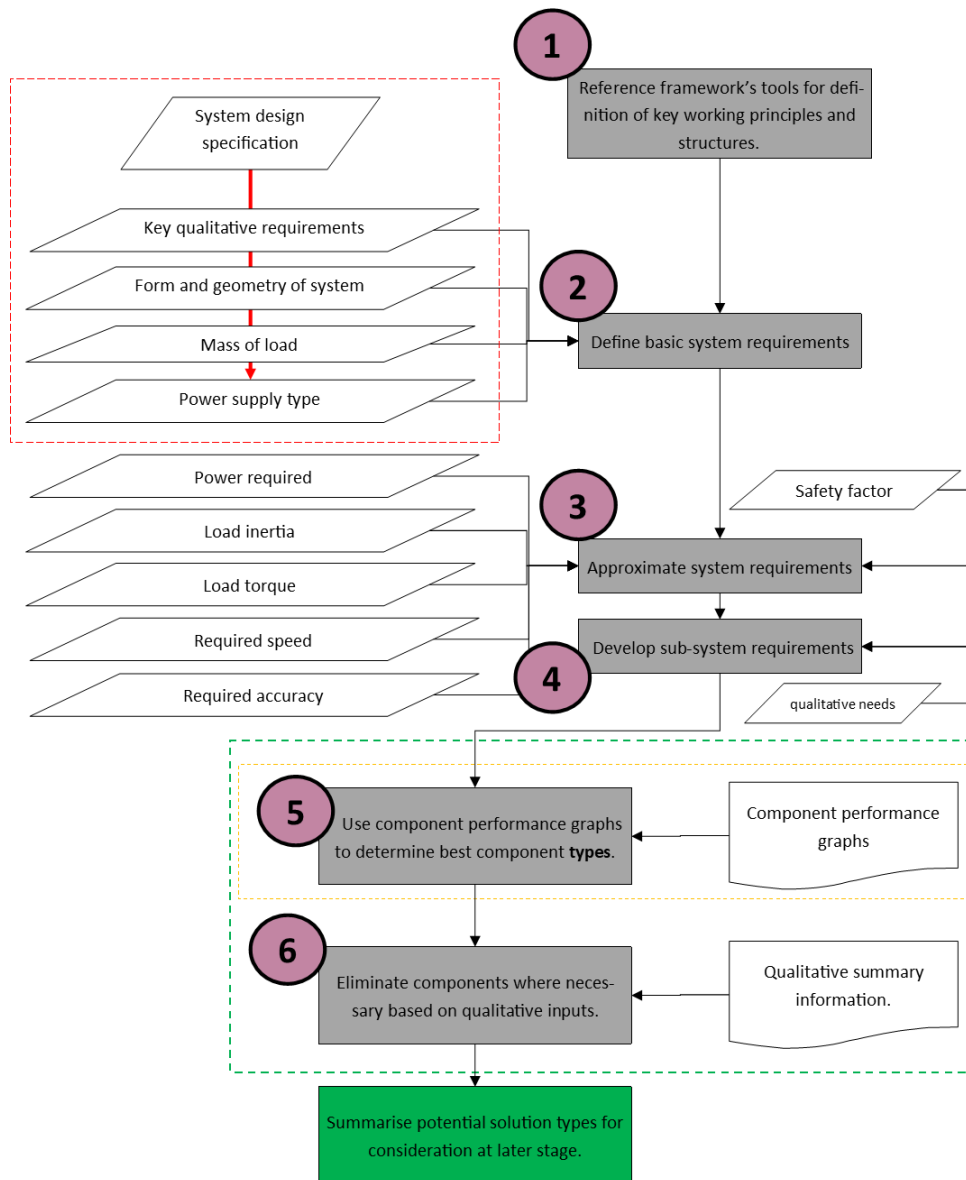 1
Reference framework's tools for defi-
nition of key working principles and
structures.
System design
specification
Key qualitative requirements
Form and geometry of system
Mass of load
Power supply type
2
Define basic system requirements
Power required
Load inertia
Load torque
Required speed
Required accuracy
Safety factor
3
Approximate system requirements
Develop sub-system requirements
4
qualitative needs
5
Use component performance graphs
to determine best component types.
Component performance
graphs
6
Eliminate components where neces-
sary based on qualitative inputs.
Qualitative summary
information.
Summarise potential solution types for
consideration at later stage.